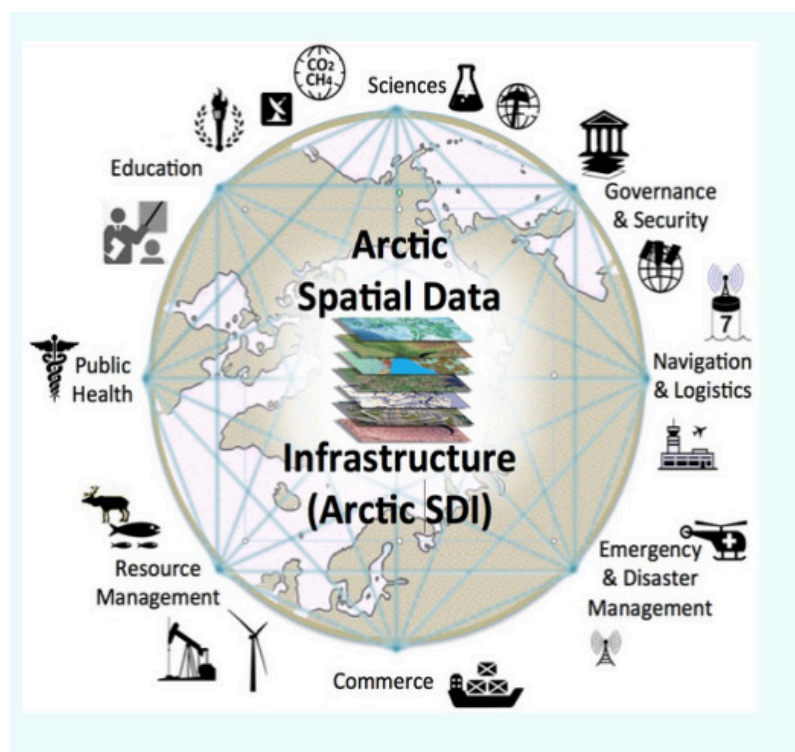 CO2
CH4
Sciences
Education
Governance
& Security
Arctic
Spatial Data
7
Public
Health
Navigation
& Logistics
Infrastructure
(Arctic SDI)
Resource
Management
Emergency
& Disaster
Management
Commerce